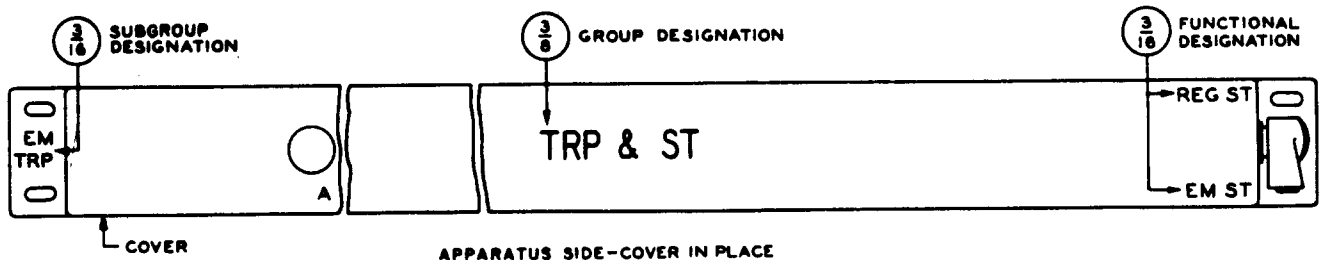 3/16 SUBGROUP DESIGNATION
3/8 GROUP DESIGNATION
3/16 FUNCTIONAL DESIGNATION
EM TRP
TRP & ST
REG ST
EM ST
A
COVER
APPARATUS SIDE-COVER IN PLACE